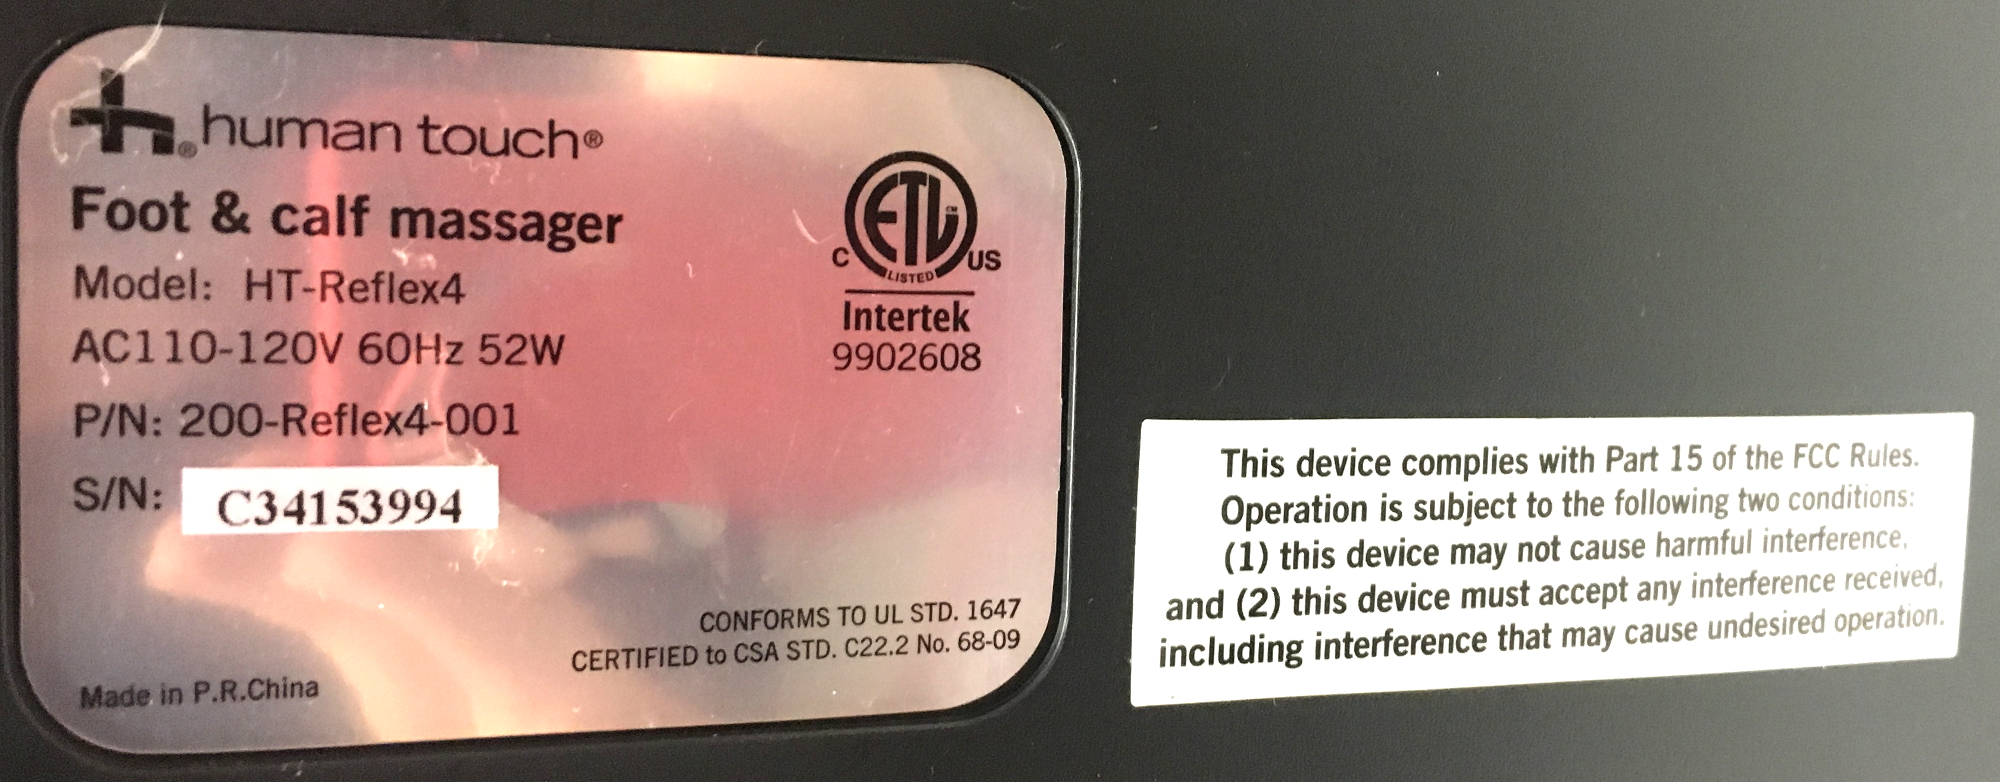 human touch®
Foot & calf massager
Model: HT-Reflex4
AC110-120V 60Hz 52W
P/N: 200-Reflex4-001
S/N: C34153994
ETL CM
C US
LISTED
Intertek
9902608
CONFORMS TO UL STD. 1647
CERTIFIED to CSA STD. C22.2 No. 68-09
Made in P.R.China
This device complies with Part 15 of the FCC Rules.
Operation is subject to the following two conditions:
(1) this device may not cause harmful interference,
and (2) this device must accept any interference received,
including interference that may cause undesired operation.